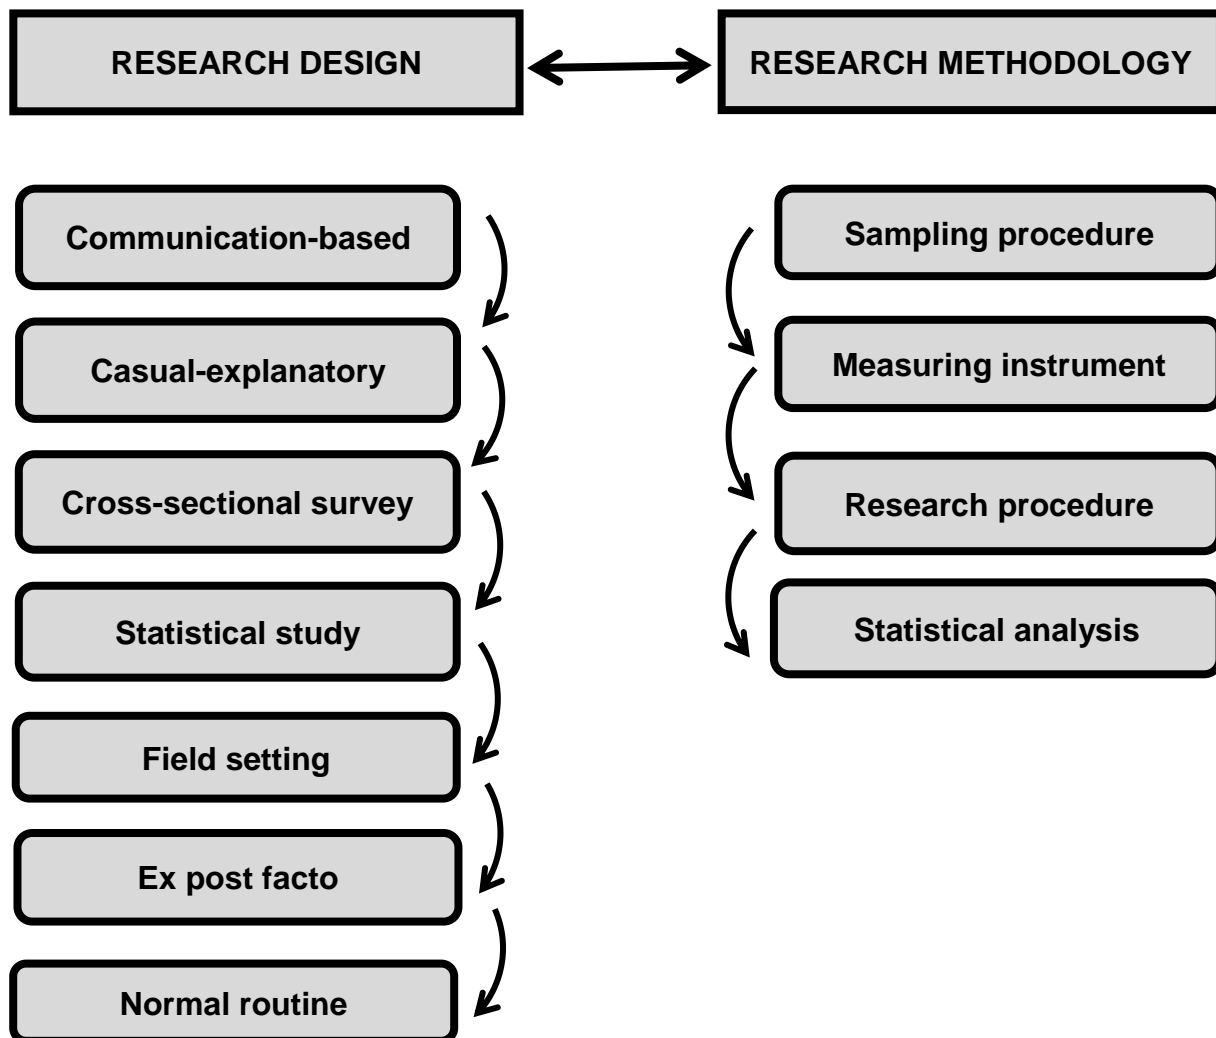 RESEARCH DESIGN
RESEARCH METHODOLOGY
Communication-based
Casual-explanatory
Cross-sectional survey
Statistical study
Field setting
Ex post facto
Normal routine
Sampling procedure
Measuring instrument
Research procedure
Statistical analysis